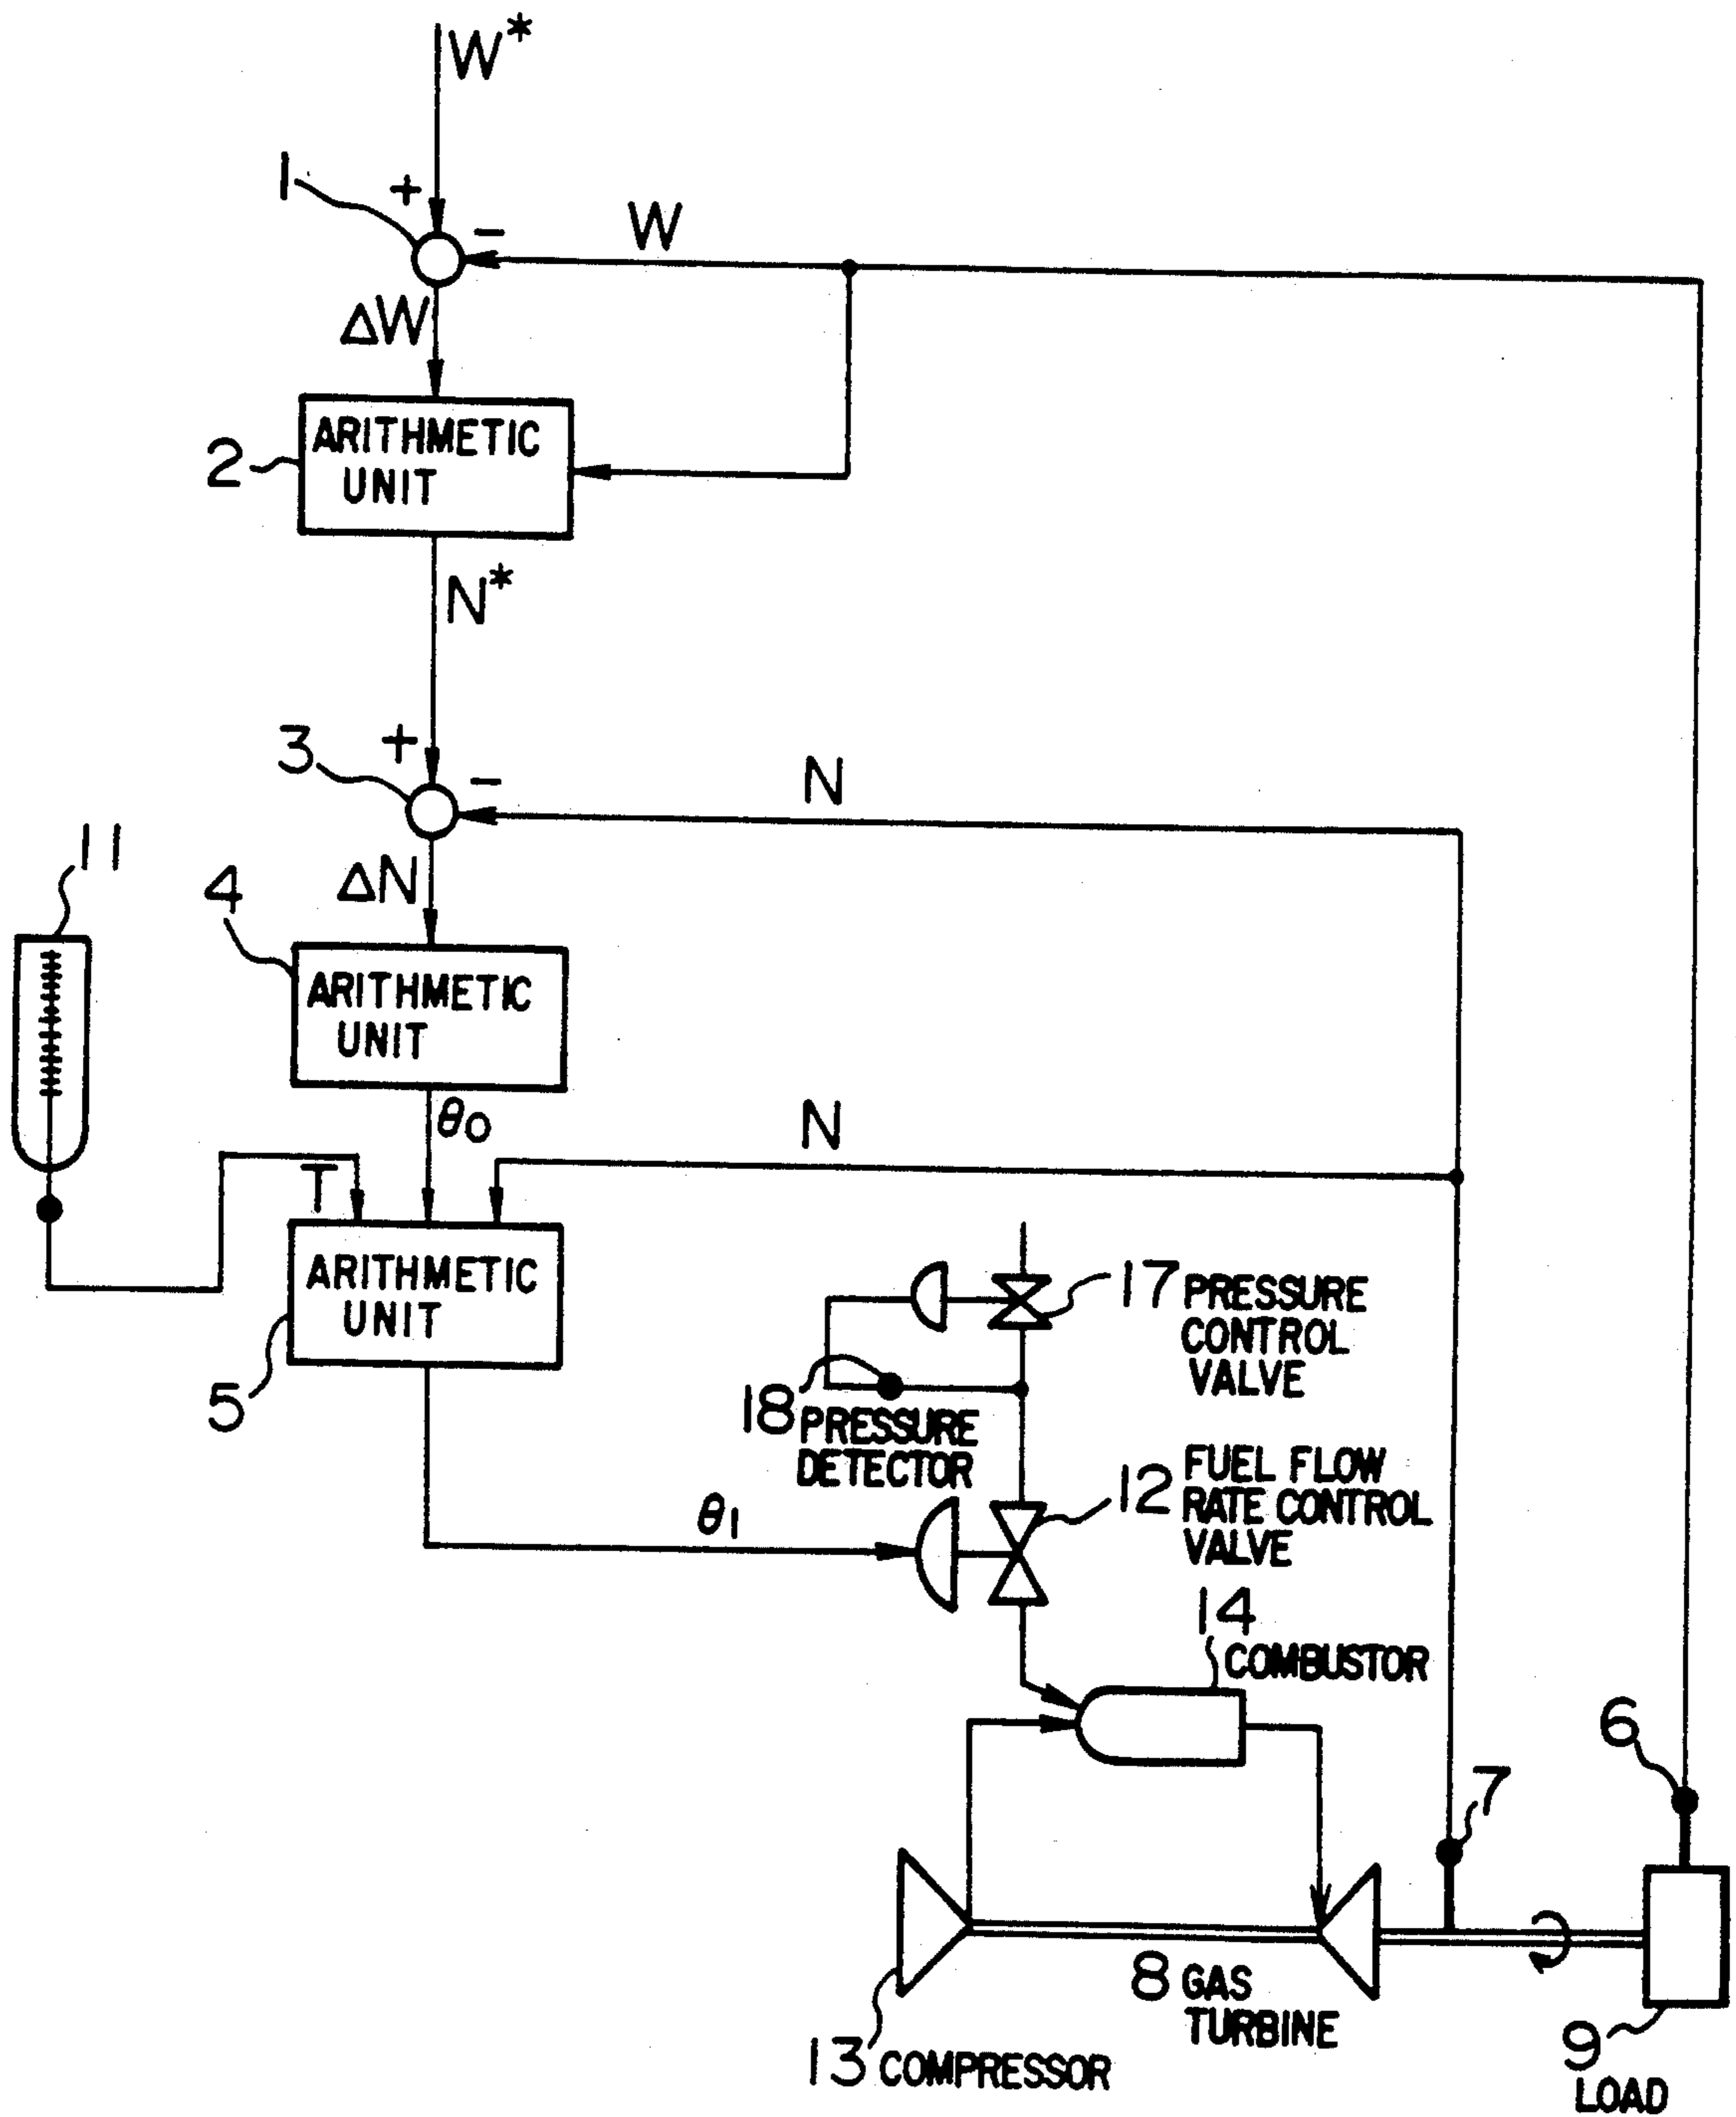 W*
1
+
-
W
ΔW
2
ARITHMETIC
UNIT
N*
3
+
-
N
11
4
ΔN
ARITHMETIC
UNIT
θ0
N
T
ARITHMETIC
UNIT
5
17 PRESSURE
CONTROL
VALVE
18 PRESSURE
DETECTOR
12 FUEL FLOW
RATE CONTROL
VALVE
θ1
14
COMBUSTOR
6
7
8 GAS
TURBINE
13 COMPRESSOR
9
LOAD